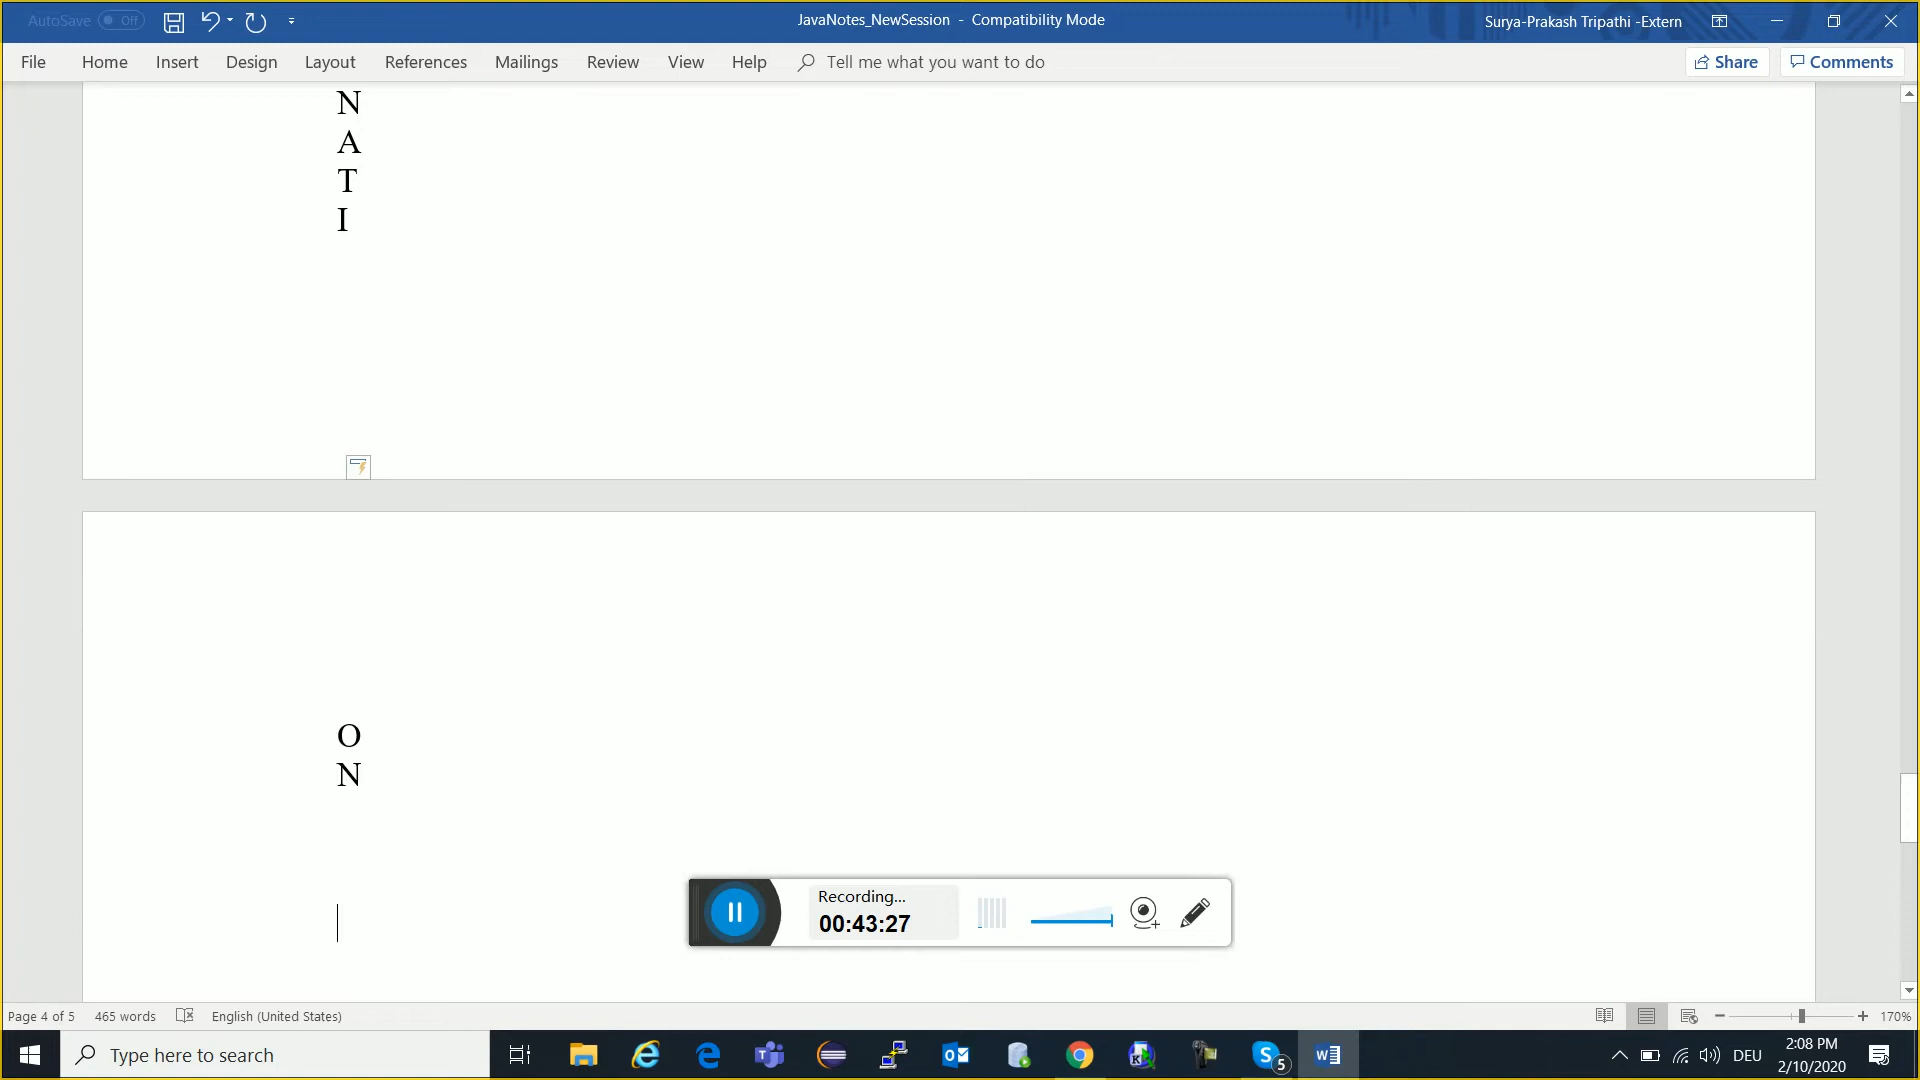 AutoSave Off
JavaNotes_NewSession - Compatibility Mode
Surya-Prakash Tripathi -Extern
File Home Insert Design Layout References Mailings Review View Help Tell me what you want to do
Share Comments
N
A
T
I
O
N
Recording...
00:43:27
Page 4 of 5 465 words English (United States)
170%
Type here to search
5
DEU
2:08 PM
2/10/2020